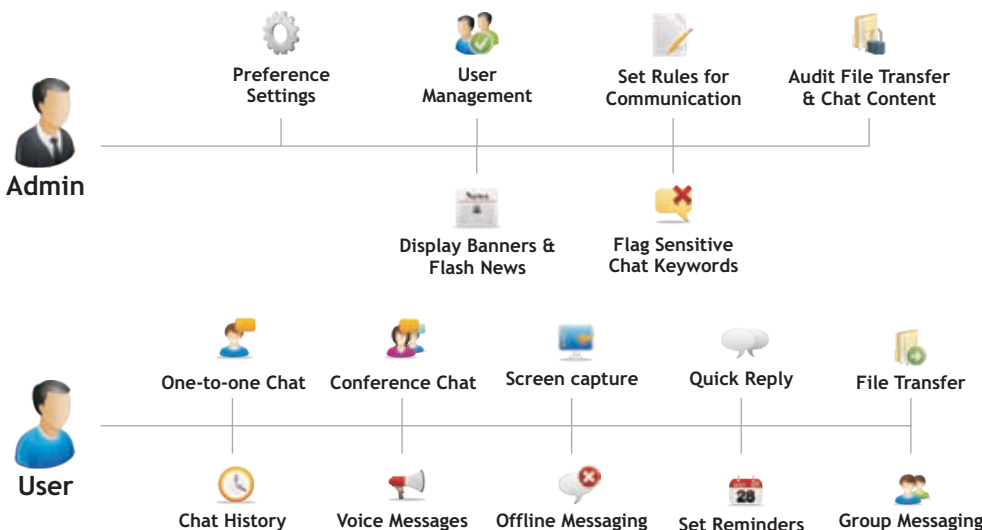 Preference
Settings
User
Management
Set Rules for
Communication
Audit File Transfer
& Chat Content
Admin
News
Display Banners &
Flash News
Flag Sensitive
Chat Keywords
One-to-one Chat
Conference Chat
Screen capture
Quick Reply
File Transfer
User
28
Chat History
Voice Messages
Offline Messaging
Set Reminders
Group Messaging